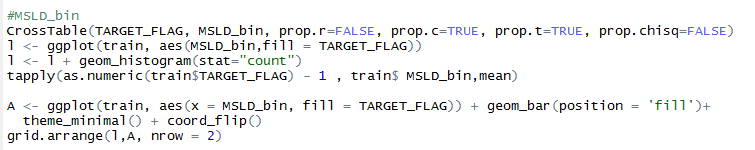 #MSLD_bin
CrossTable(TARGET_FLAG, MSLD_bin, prop.r=FALSE, prop.c=TRUE, prop.t=TRUE, prop.chisq=FALSE)
l <- ggplot(train, aes(MSLD_bin,fill = TARGET_FLAG))
l <- l + geom_histogram(stat="count")
tapply(as.numeric(train$TARGET_FLAG) - 1 , train$ MSLD_bin,mean)
A <- ggplot(train, aes(x = MSLD_bin, fill = TARGET_FLAG)) + geom_bar(position = 'fill')+
theme_minimal() + coord_flip()
grid.arrange(l,A, nrow = 2)